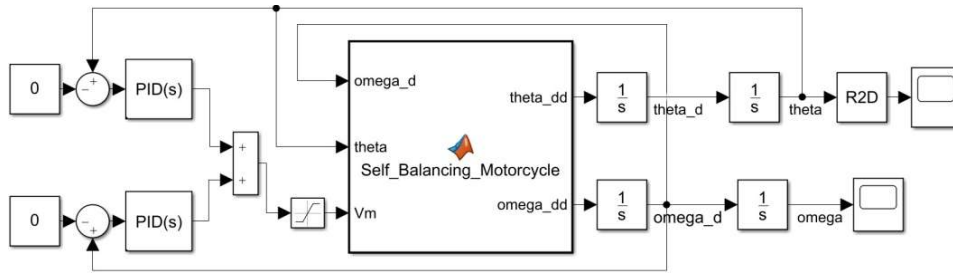 omega_d
0
− +
PID(s)
theta_dd
1
s
theta_d
1
s
theta
R2D
+
+
theta
Self_Balancing_Motorcycle
0
− +
PID(s)
Vm
omega_dd
1
s
omega_d
1
s
omega